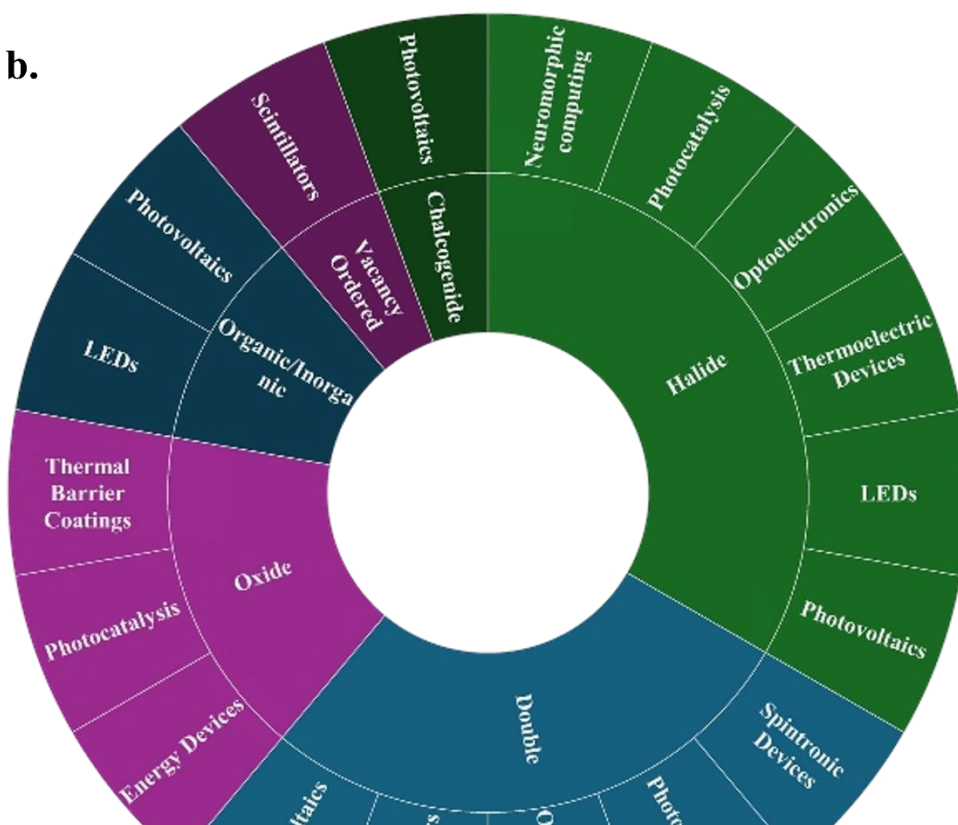 b.
Neuromorphic
computing
Photocatalysis
Optoelectronics
Thermoelectric
Devices
LEDs
Photovoltaics
Spintronic
Devices
Thermal
Barrier
Coatings
Photocatalysis
Energy Devices
LEDs
Photovoltaics
Scintillators
Photovoltaics
Chalcogenide
Halide
Double
Oxide
Organic/Inorga
nic
Vacancy
Ordered